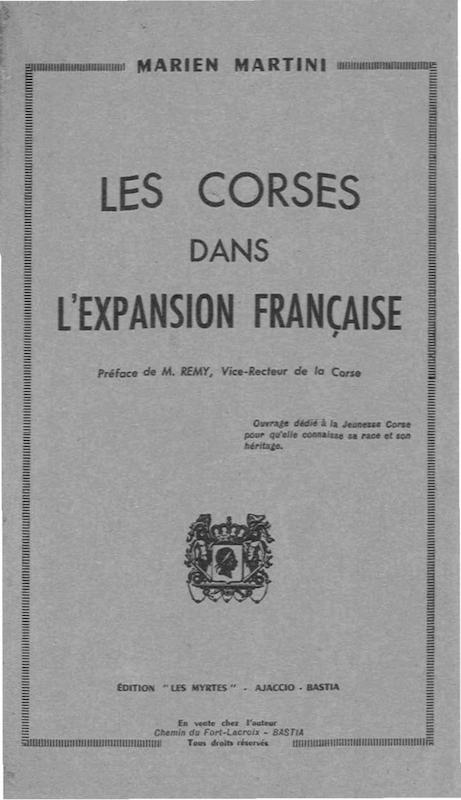 MARIEN MARTINI
LES CORSES
DANS
L'EXPANSION FRANÇAISE
Préface de M. REMY, Vice-Recteur de la Corse
Ouvrage dédié à la Jeunesse Corse
pour qu'elle connaisse sa race et son
héritage.
ÉDITION "LES MYRTES" - AJACCIO - BASTIA
En vente chez l'auteur
Chemin du Fort-Lacroix - BASTIA
Tous droits réservés